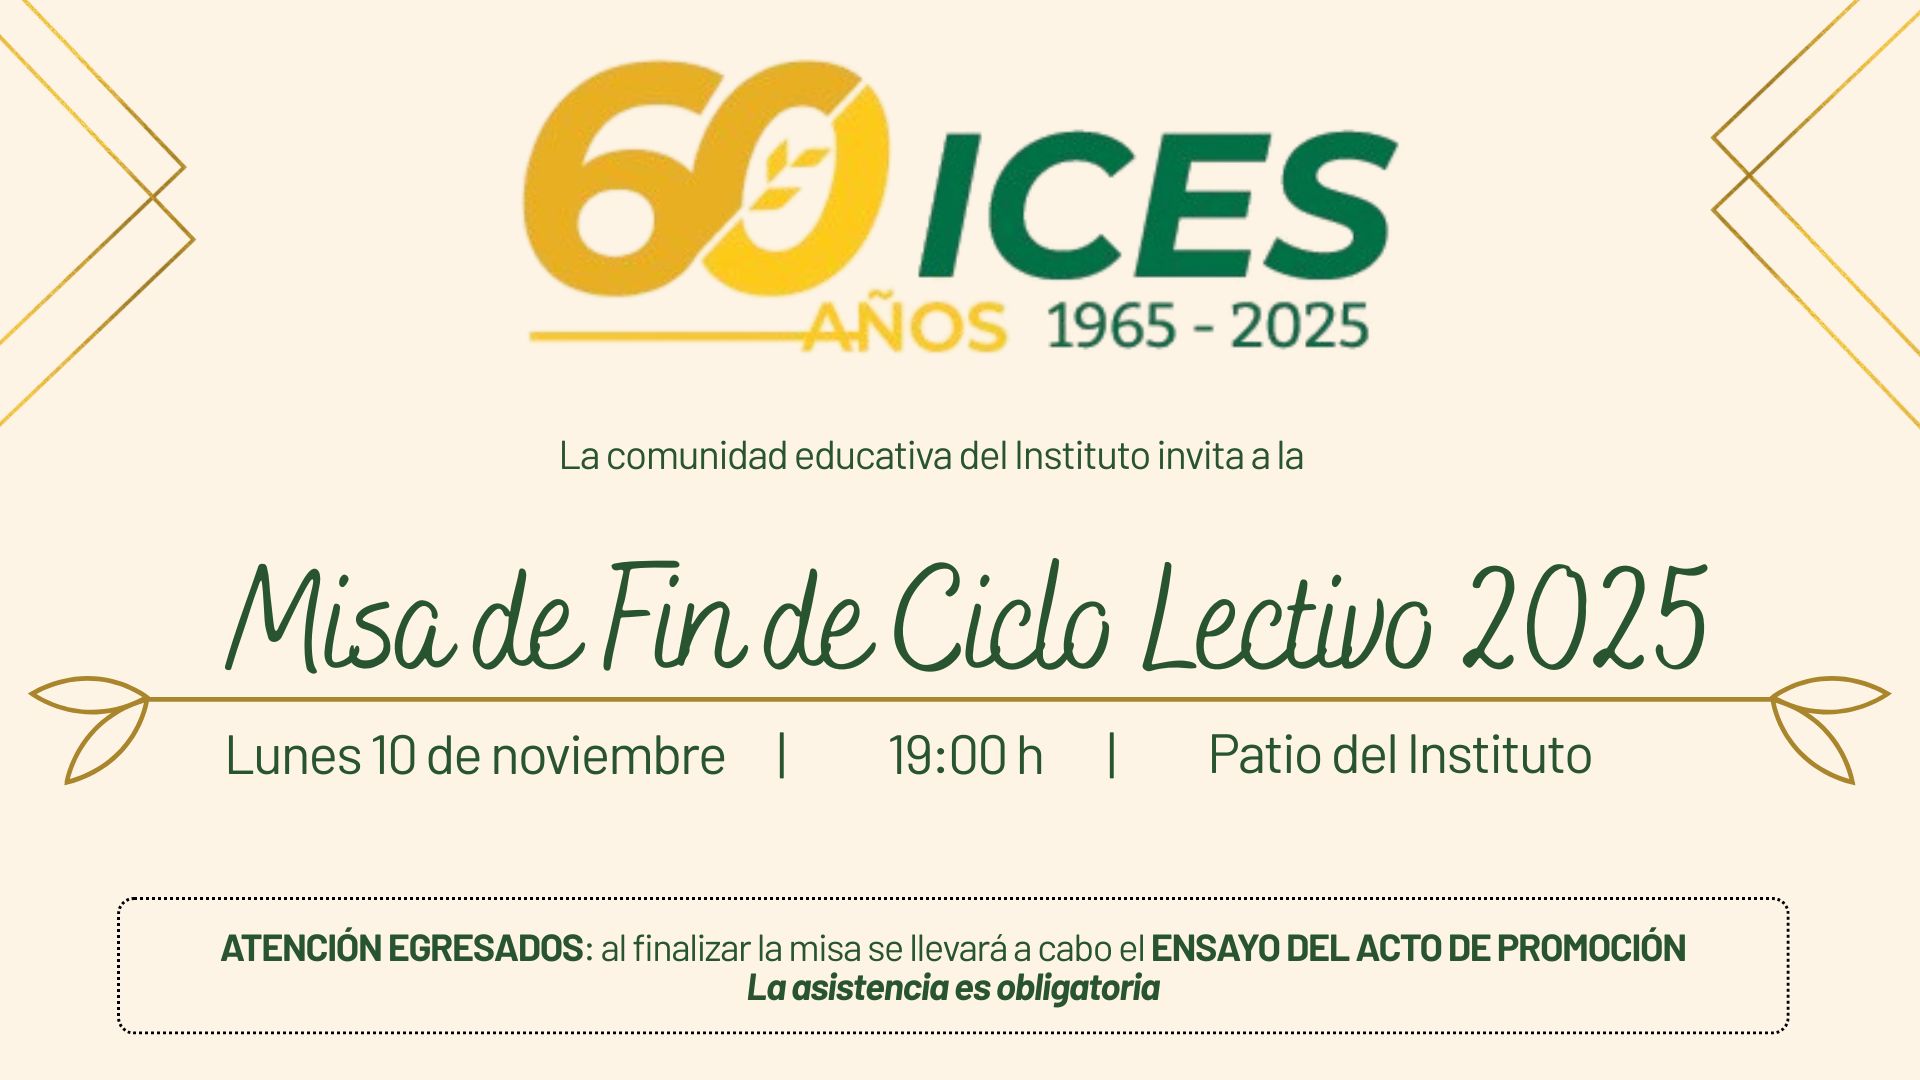 60 ICES
AÑOS 1965 - 2025
La comunidad educativa del Instituto invita a la
Misa de Fin de Ciclo Lectivo 2025
Lunes 10 de noviembre | 19:00 h | Patio del Instituto
ATENCIÓN EGRESADOS: al finalizar la misa se llevará a cabo el ENSAYO DEL ACTO DE PROMOCIÓN
La asistencia es obligatoria